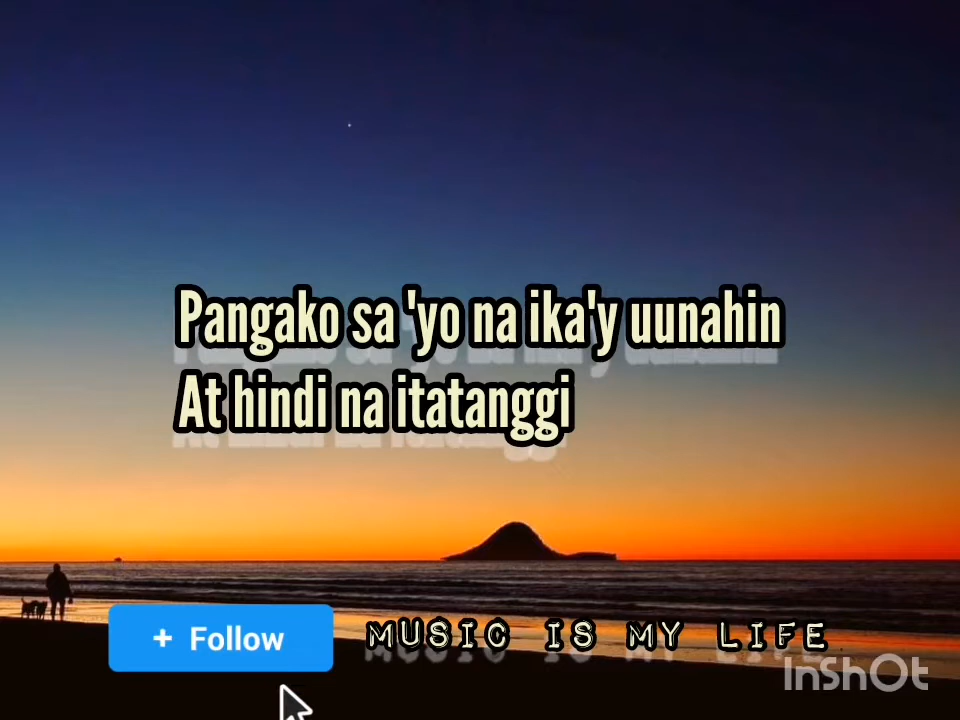 Pangako sa 'yo na ika'y uunahin
At hindi na itatanggi
+ Follow
MUSIC IS MY LIFE
InShOt